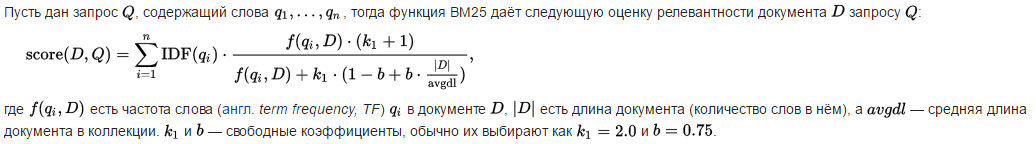 Пусть дан запрос Q, содержащий слова q₁, . . . , qₙ , тогда функция BM25 даёт следующую оценку релевантности документа D запросу Q:
score(D, Q) = ∑ᵢ₌₁ⁿ IDF(qᵢ) · \frac{f(qᵢ, D) · (k₁ + 1)}{f(qᵢ, D) + k₁ · (1 − b + b · \frac{|D|}{avgdl})},
где f(qᵢ, D) есть частота слова (англ. term frequency, TF) qᵢ в документе D, |D| есть длина документа (количество слов в нём), а avgdl — средняя длина
документа в коллекции. k₁ и b — свободные коэффициенты, обычно их выбирают как k₁ = 2.0 и b = 0.75.